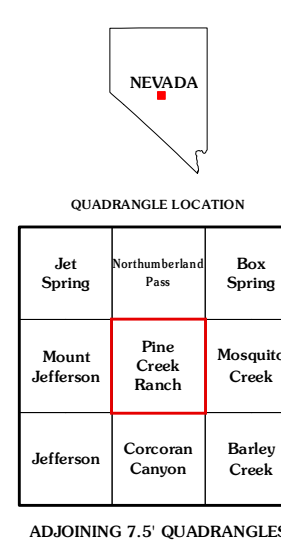 NEVADA
QUADRANGLE LOCATION
Jet
Spring
Northumberland
Pass
Box
Spring
Mount
Jefferson
Pine
Creek
Ranch
Mosquito
Creek
Jefferson
Corcoran
Canyon
Barley
Creek
ADJOINING 7.5' QUADRANGLES